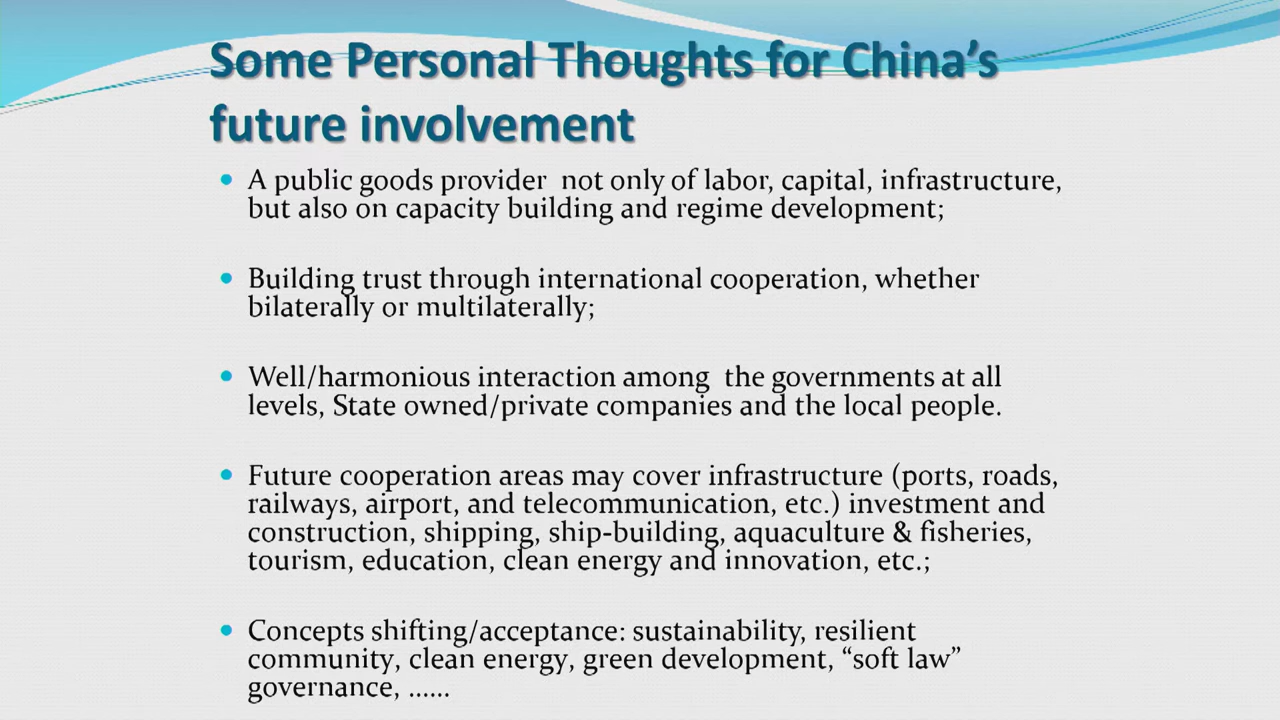 Some Personal Thoughts for China’s
future involvement
• A public goods provider  not only of labor, capital, infrastructure,
but also on capacity building and regime development;
• Building trust through international cooperation, whether
bilaterally or multilaterally;
• Well/harmonious interaction among  the governments at all
levels, State owned/private companies and the local people.
• Future cooperation areas may cover infrastructure (ports, roads,
railways, airport, and telecommunication, etc.) investment and
construction, shipping, ship-building, aquaculture & fisheries,
tourism, education, clean energy and innovation, etc.;
• Concepts shifting/acceptance: sustainability, resilient
community, clean energy, green development, “soft law”
governance, ......